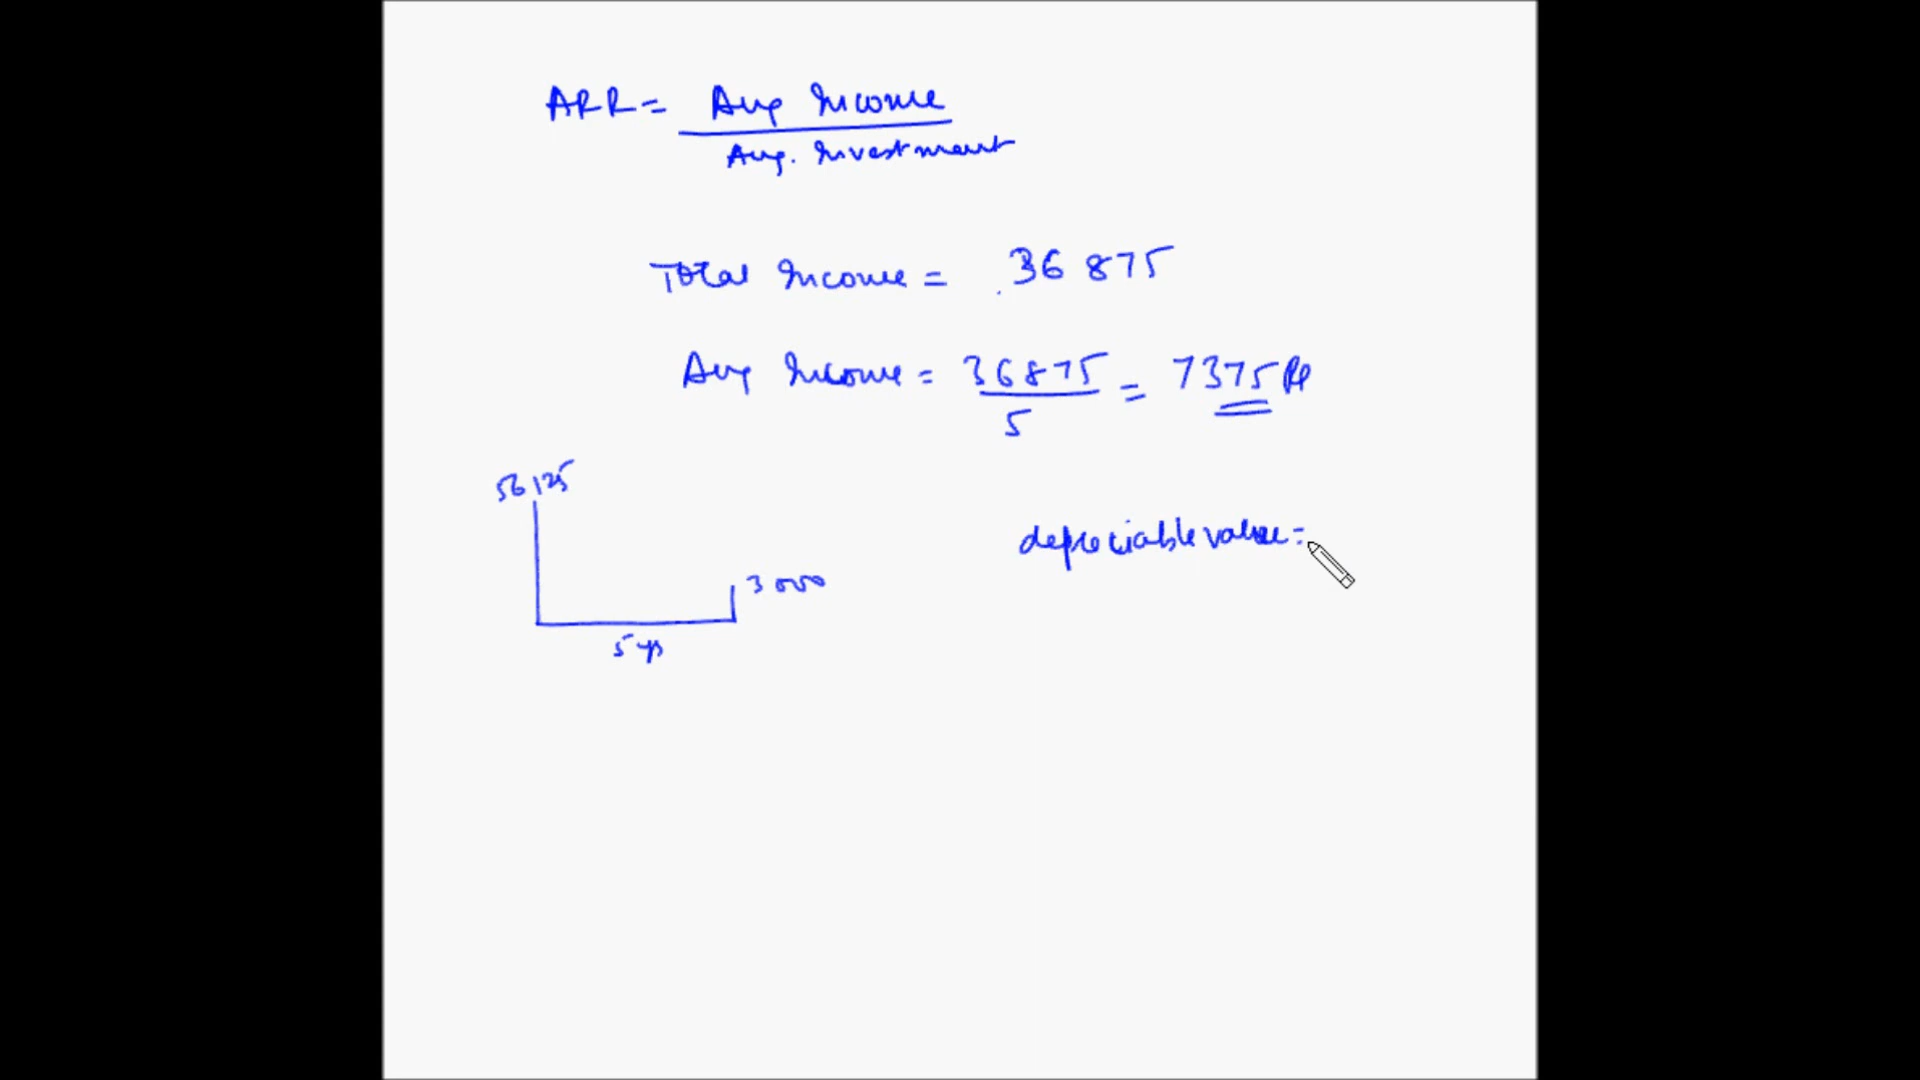 ARR = Avg Income
Avg. Investment
Total Income = 36 875
Avg Income = 36875 = 7375 Rs
5
56125
depreciable value =
3000
5 yrs